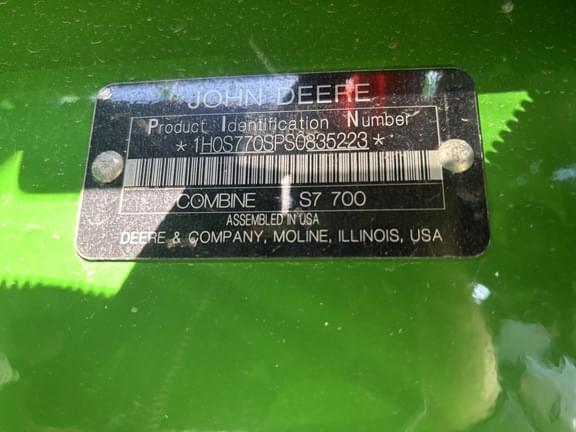 JOHN DEERE
Product Identification Number
*1H0S770SPS0835223*
COMBINE S7 700
ASSEMBLED IN USA
DEERE & COMPANY, MOLINE, ILLINOIS, USA